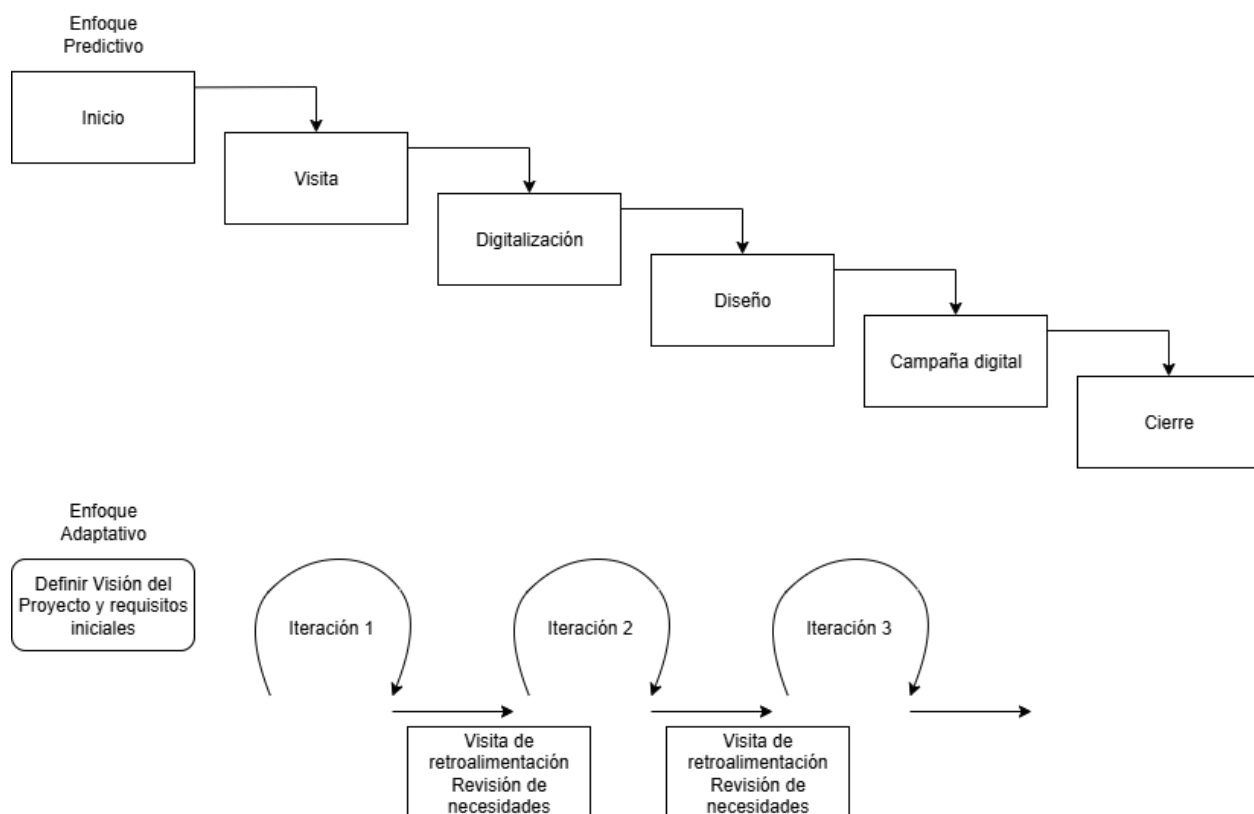 Enfoque
Predictivo
Inicio
Visita
Digitalización
Diseño
Campaña digital
Cierre
Enfoque
Adaptativo
Definir Visión del
Proyecto y requisitos
iniciales
Iteración 1
Iteración 2
Iteración 3
Visita de
retroalimentación
Revisión de
necesidades
Visita de
retroalimentación
Revisión de
necesidades